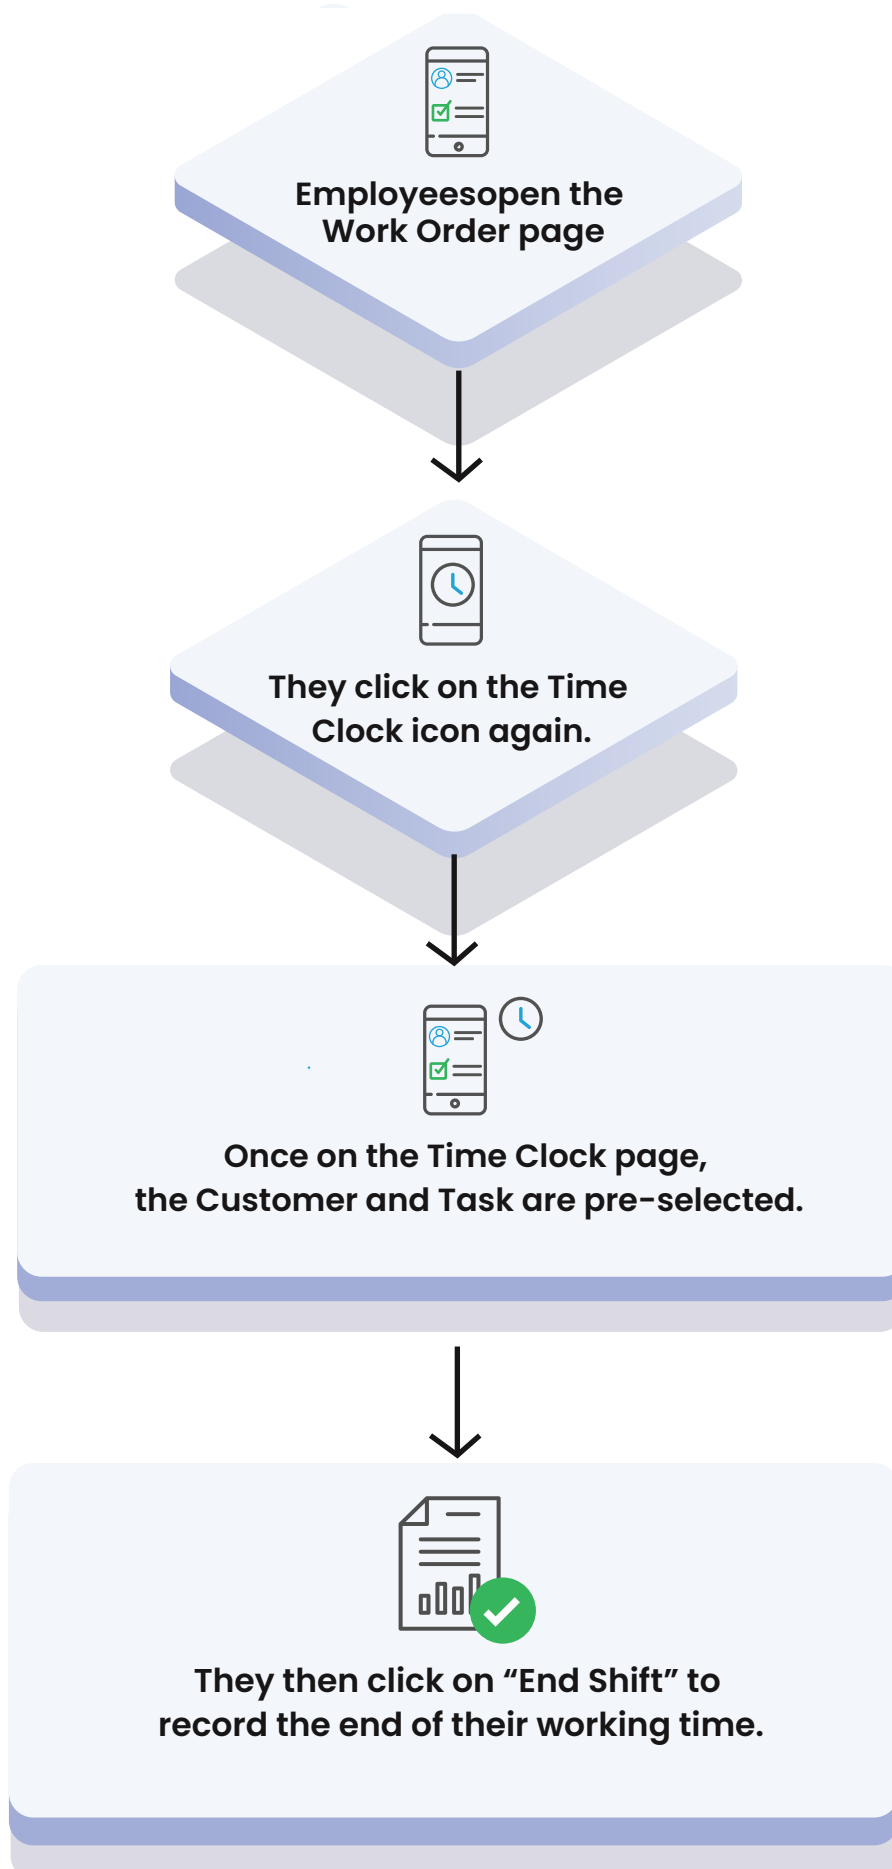 Employeesopen the
Work Order page
They click on the Time
Clock icon again.
Once on the Time Clock page,
the Customer and Task are pre-selected.
They then click on “End Shift” to
record the end of their working time.